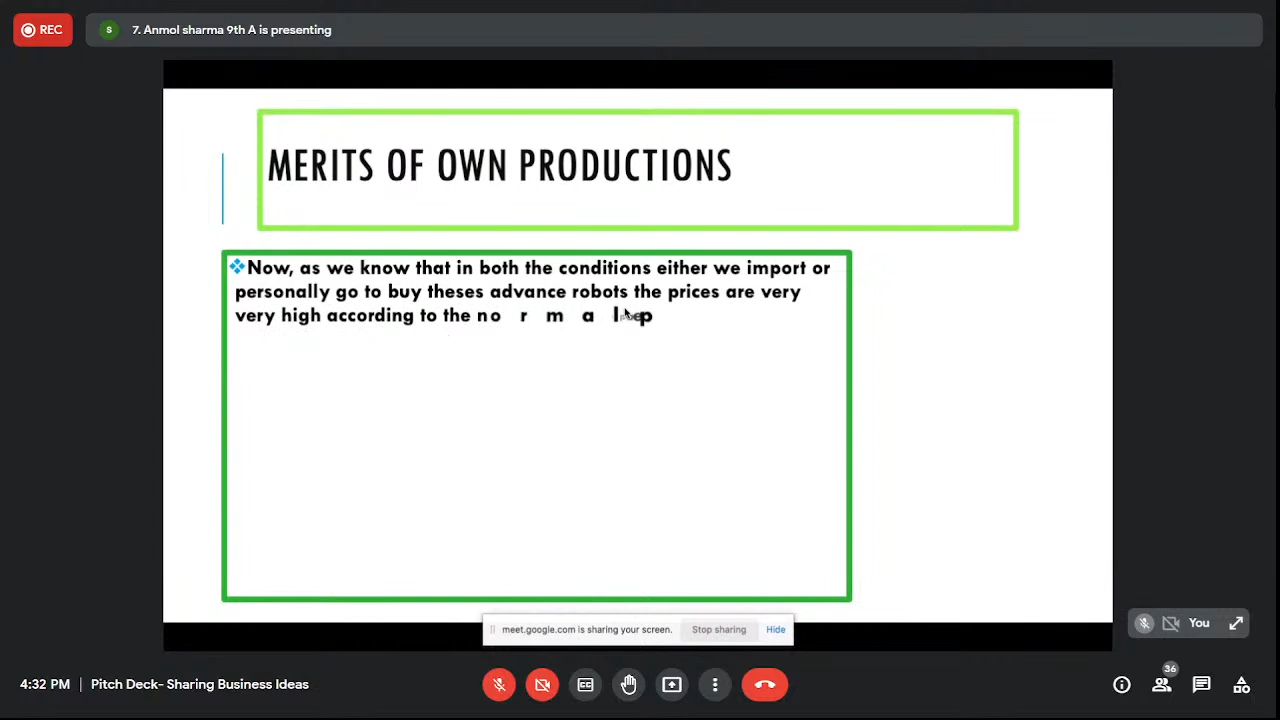 REC
S
7. Anmol sharma 9th A is presenting
MERITS OF OWN PRODUCTIONS
Now, as we know that in both the conditions either we import or
personally go to buy theses advance robots the prices are very
very high according to the normal
meet.google.com is sharing your screen.
Stop sharing
Hide
You
4:32 PM | Pitch Deck- Sharing Business Ideas
36